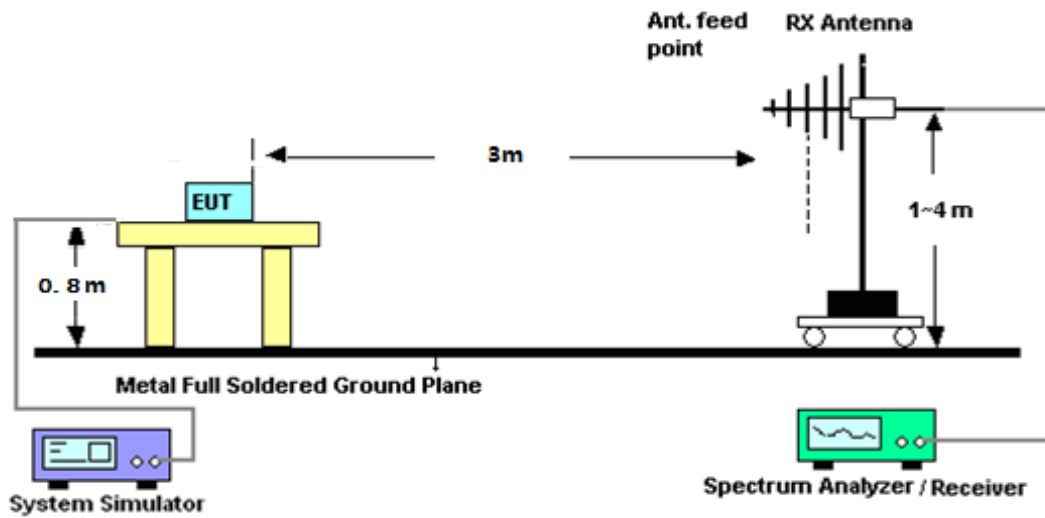 Ant. feed
point
RX Antenna
3m
EUT
1~4 m
0. 8 m
Metal Full Soldered Ground Plane
System Simulator
Spectrum Analyzer / Receiver